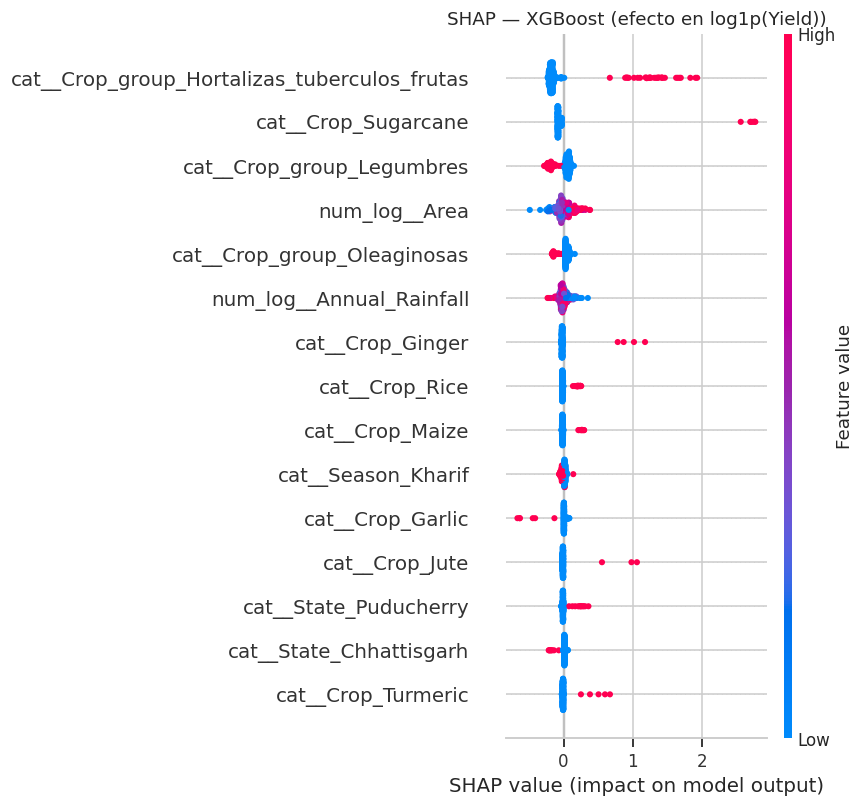 SHAP — XGBoost (efecto en log1p(Yield))
High
cat__Crop_group_Hortalizas_tuberculos_frutas
cat__Crop_Sugarcane
cat__Crop_group_Legumbres
num_log__Area
cat__Crop_group_Oleaginosas
num_log__Annual_Rainfall
cat__Crop_Ginger
cat__Crop_Rice
cat__Crop_Maize
cat__Season_Kharif
cat__Crop_Garlic
cat__Crop_Jute
cat__State_Puducherry
cat__State_Chhattisgarh
cat__Crop_Turmeric
Feature value
Low
0 1 2
SHAP value (impact on model output)